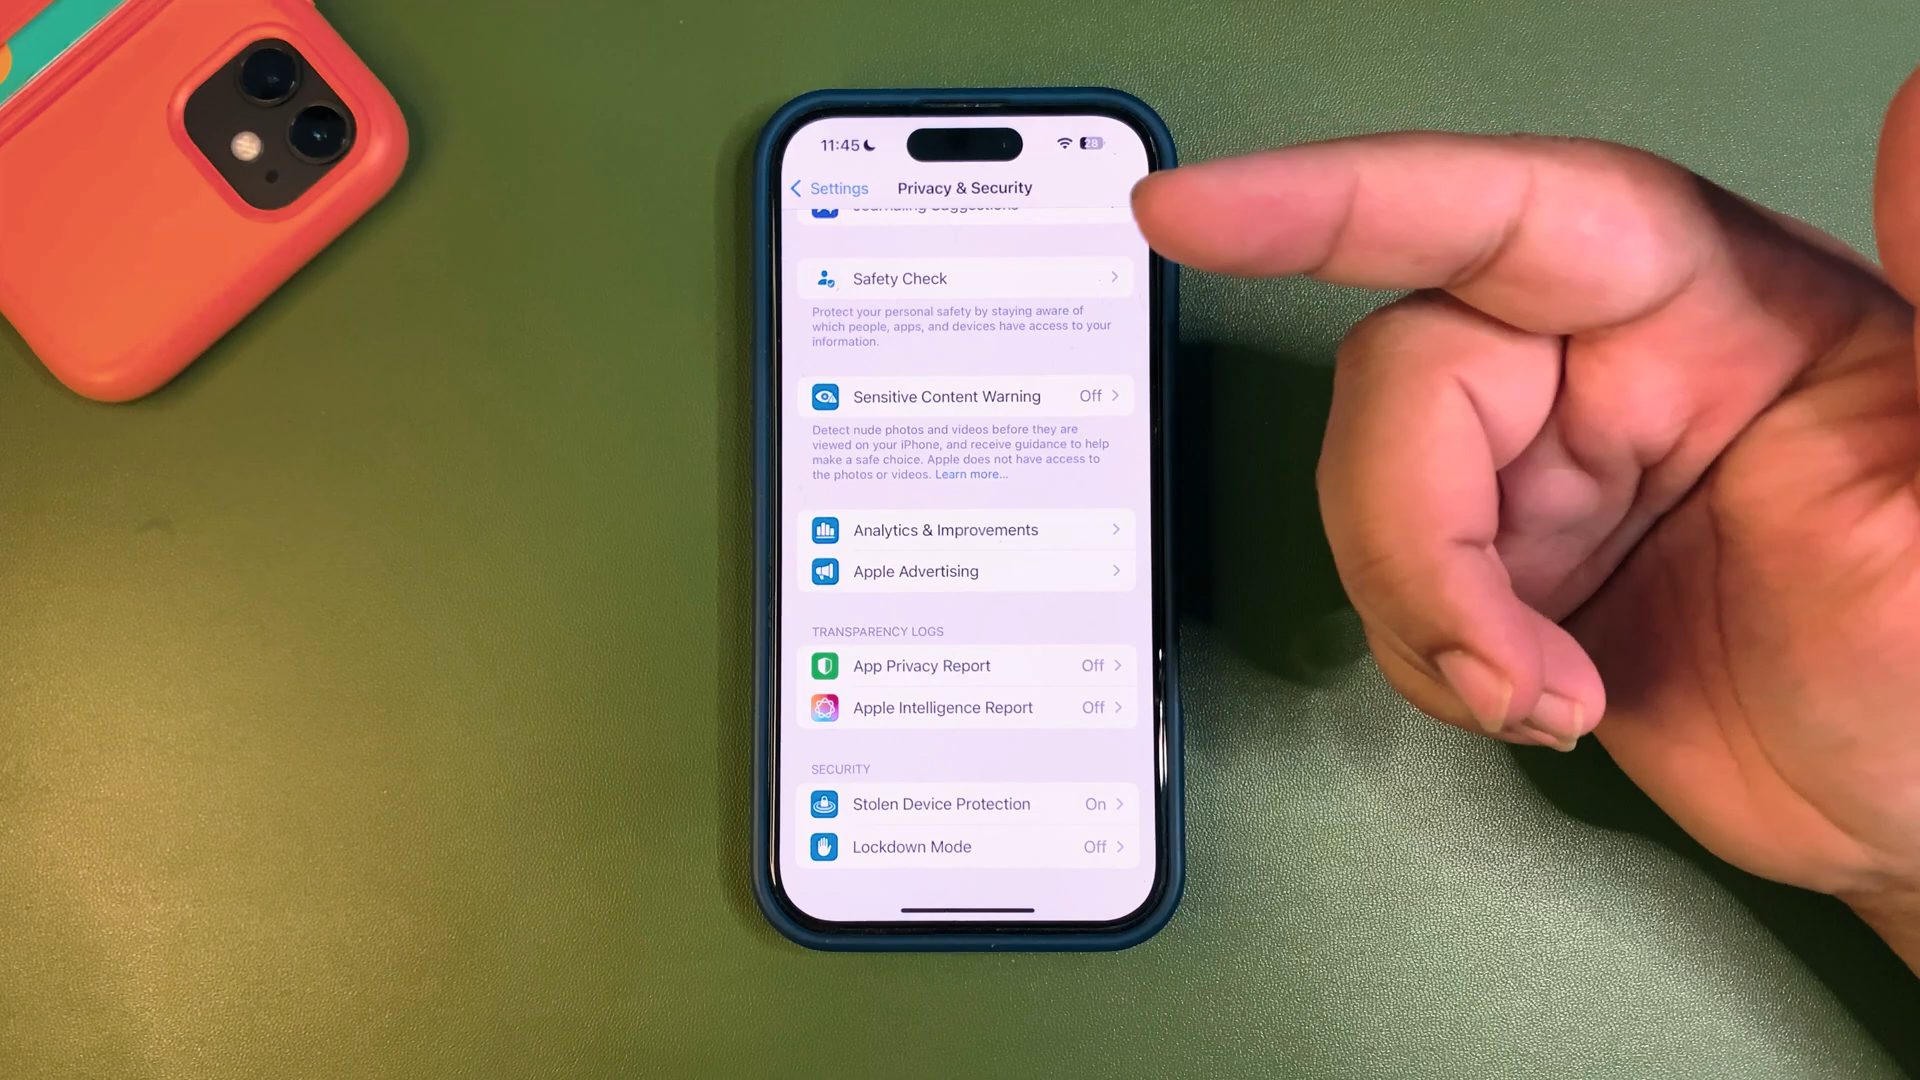 11:45
28
Settings
Privacy & Security
Journaling Suggestions
Safety Check
Protect your personal safety by staying aware of
which people, apps, and devices have access to your
information.
Sensitive Content Warning Off
Detect nude photos and videos before they are
viewed on your iPhone, and receive guidance to help
make a safe choice. Apple does not have access to
the photos or videos. Learn more...
Analytics & Improvements
Apple Advertising
TRANSPARENCY LOGS
App Privacy Report Off
Apple Intelligence Report Off
SECURITY
Stolen Device Protection On
Lockdown Mode Off